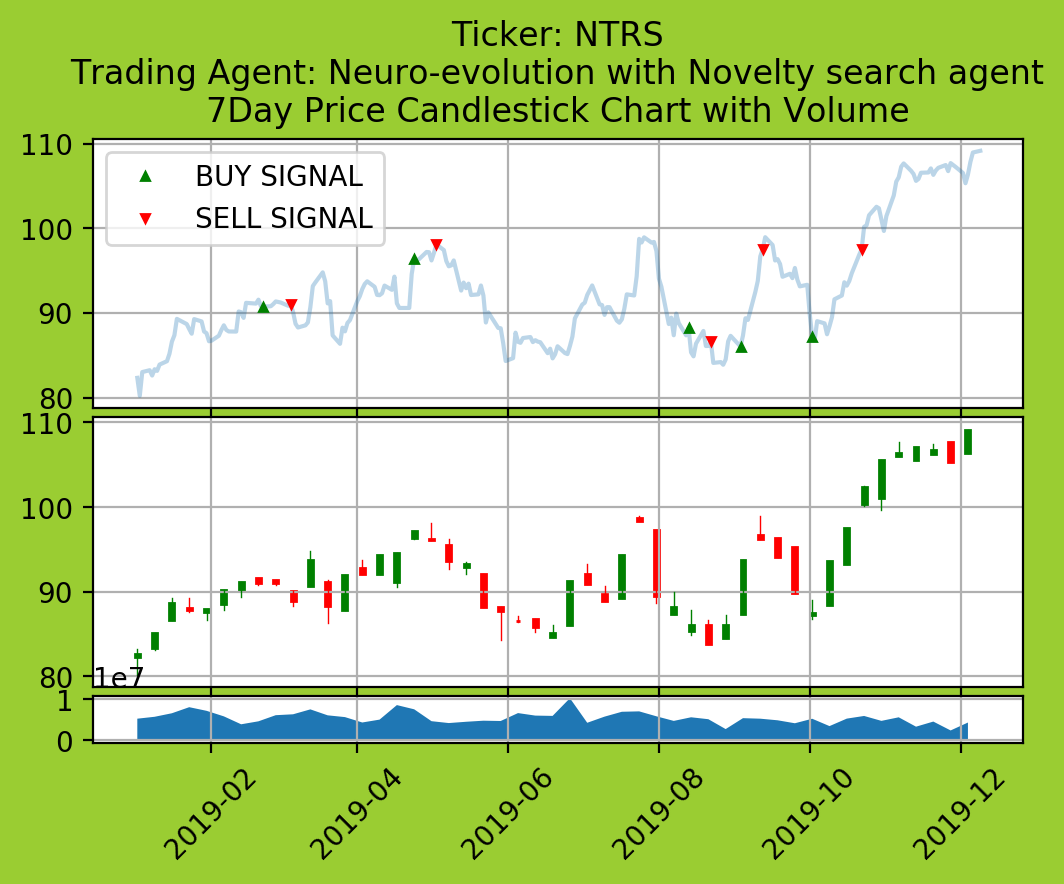 Ticker: NTRS
Trading Agent: Neuro-evolution with Novelty search agent
7Day Price Candlestick Chart with Volume
110
BUY SIGNAL
SELL SIGNAL
100
90
80
110
100
90
80
1e7
1
0
2019-02
2019-04
2019-06
2019-08
2019-10
2019-12